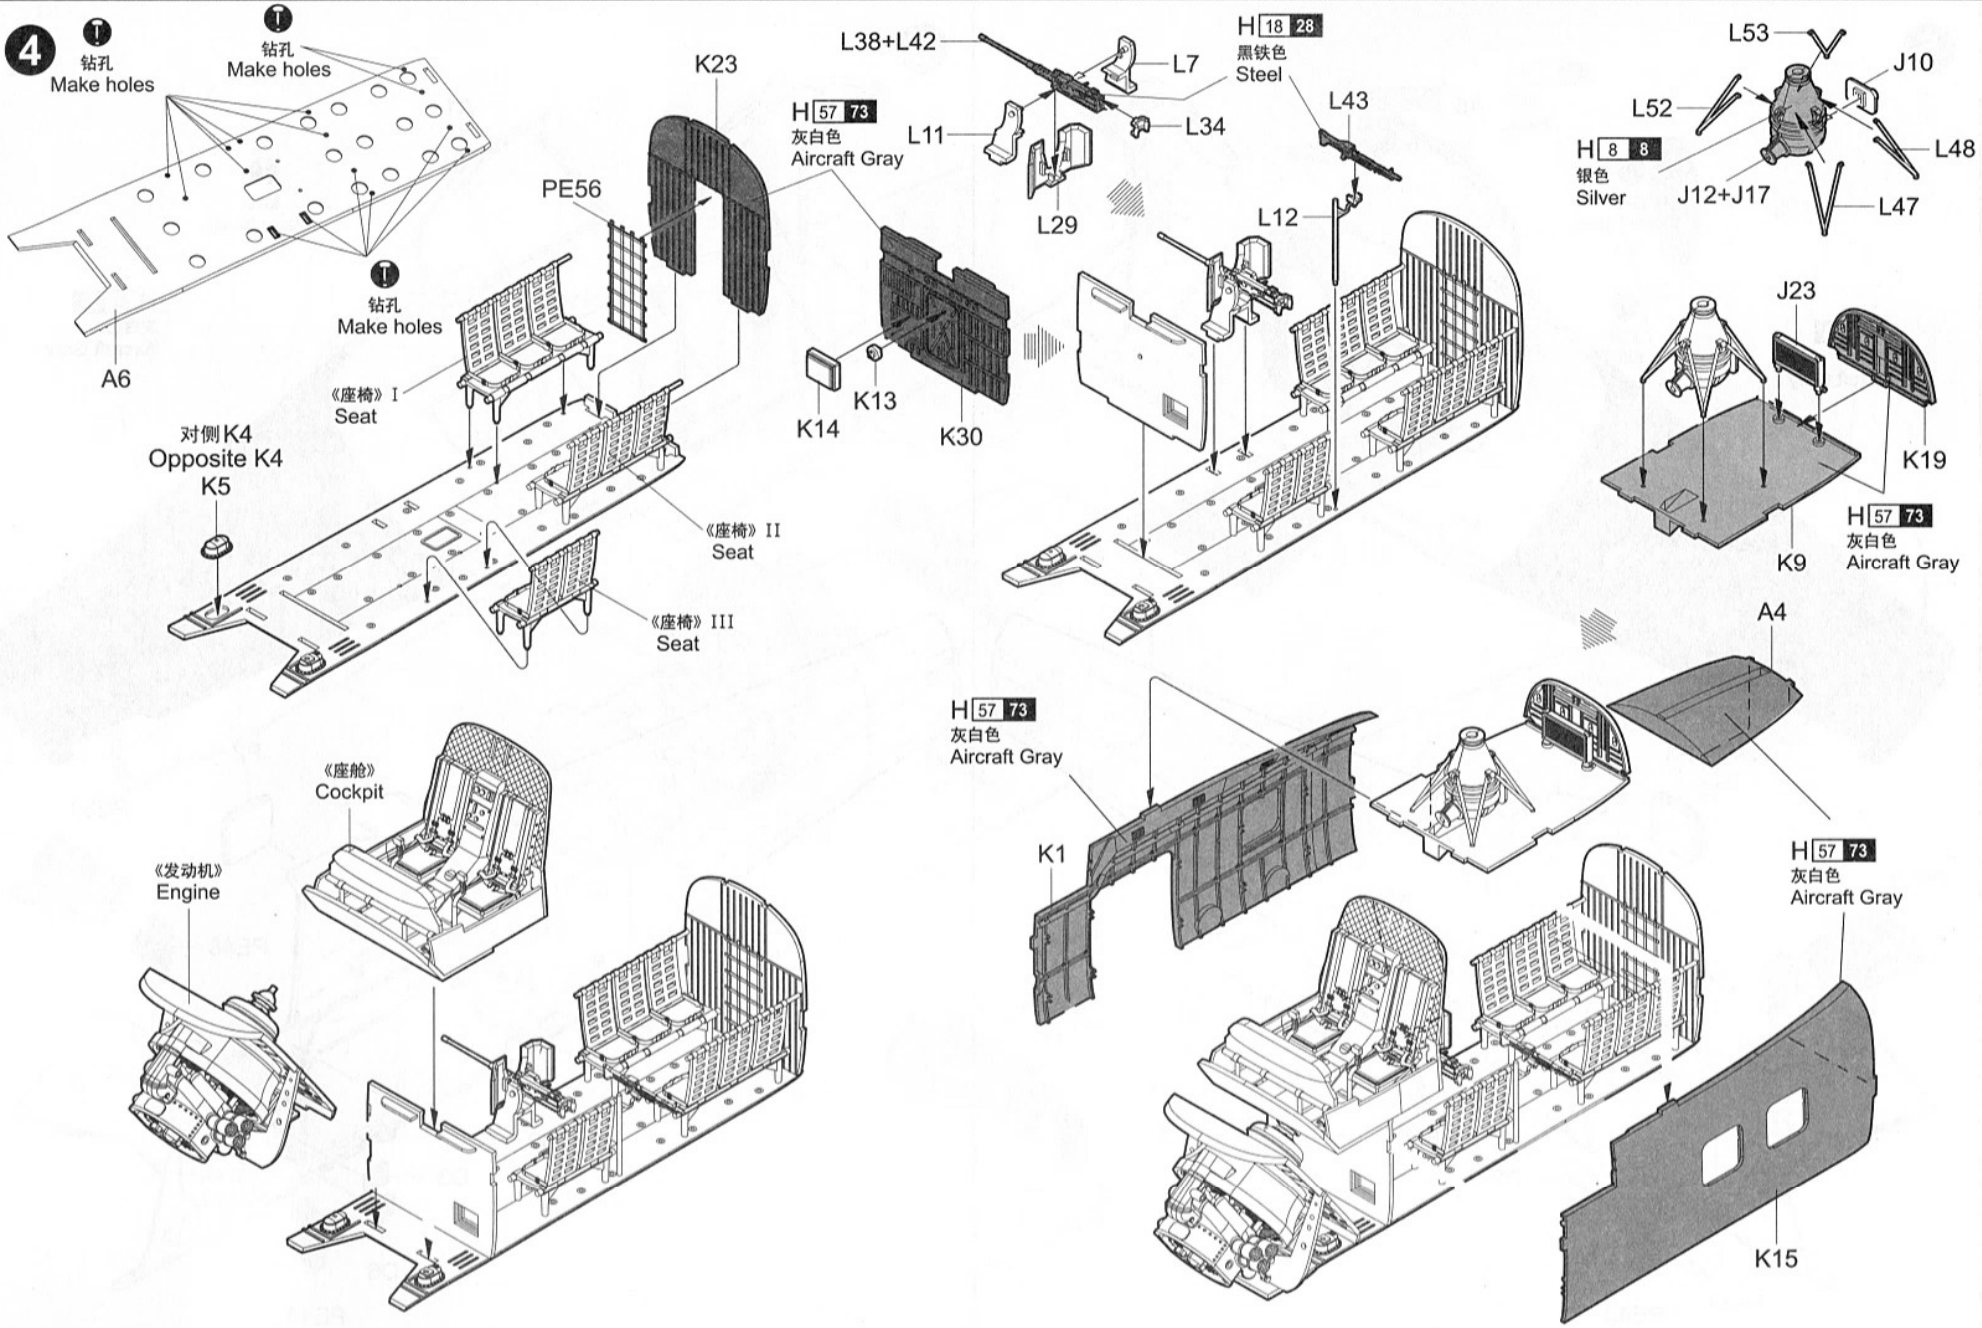 4
钻孔
Make holes
钻孔
Make holes
钻孔
Make holes
A6
K23
PE56
H 57 73
灰白色
Aircraft Gray
《座椅》I
Seat
对侧K4
Opposite K4
K5
《座椅》II
Seat
《座椅》III
Seat
K14
K13
K30
L38+L42
L7
L11
L34
L29
H 18 28
黑铁色
Steel
L43
L12
L53
J10
L52
L48
H 8 8
银色
Silver
J12+J17
L47
J23
K19
K9
H 57 73
灰白色
Aircraft Gray
《座舱》
Cockpit
《发动机》
Engine
H 57 73
灰白色
Aircraft Gray
K1
A4
H 57 73
灰白色
Aircraft Gray
K15